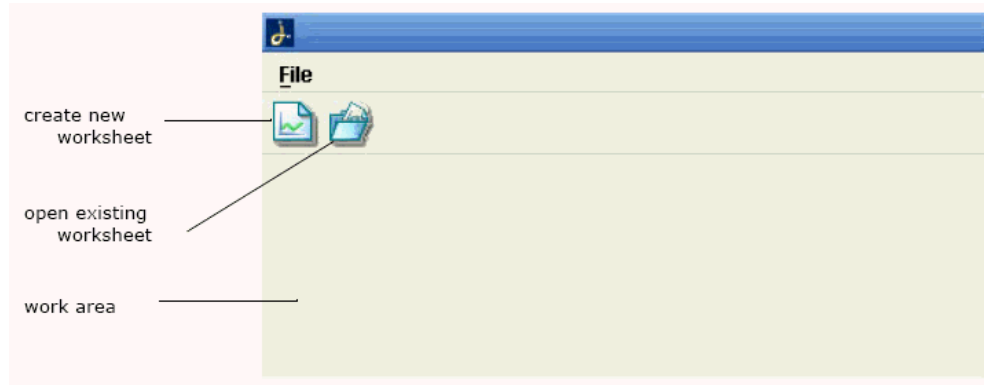 File
create new
worksheet
open existing
worksheet
work area